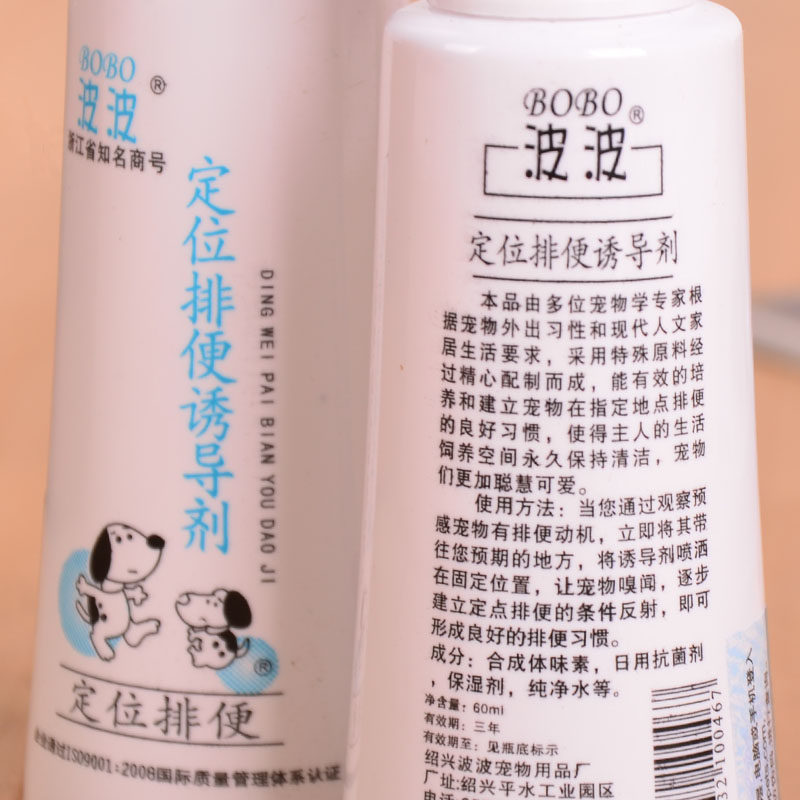 BOBO
波波®
浙江省知名商号
定位排便诱导剂
DING WEI PAI BIAN YOU DAO JI
®
定位排便
通过ISO9001:2008国际质量管理体系认证
BOBO
波波®
定位排便诱导剂
本品由多位宠物学专家根
据宠物外出习性和现代人文家
居生活要求，采用特殊原料经
过精心配制而成，能有效的培
养和建立宠物在指定地点排便
的良好习惯，使得主人的生活
饲养空间永久保持清洁，宠物
们更加聪慧可爱。
使用方法：当您通过观察预
感宠物有排便动机，立即将其带
往您预期的地方，将诱导剂喷洒
在固定位置，让宠物嗅闻，逐步
建立定点排便的条件反射，即可
形成良好的排便习惯。
成分：合成体味素，日用抗菌剂
，保湿剂，纯净水等。
净含量：60ml
有效期：三年
有效期至：见瓶底标示
绍兴波波宠物用品厂
厂址：绍兴平水工业园区
32100467